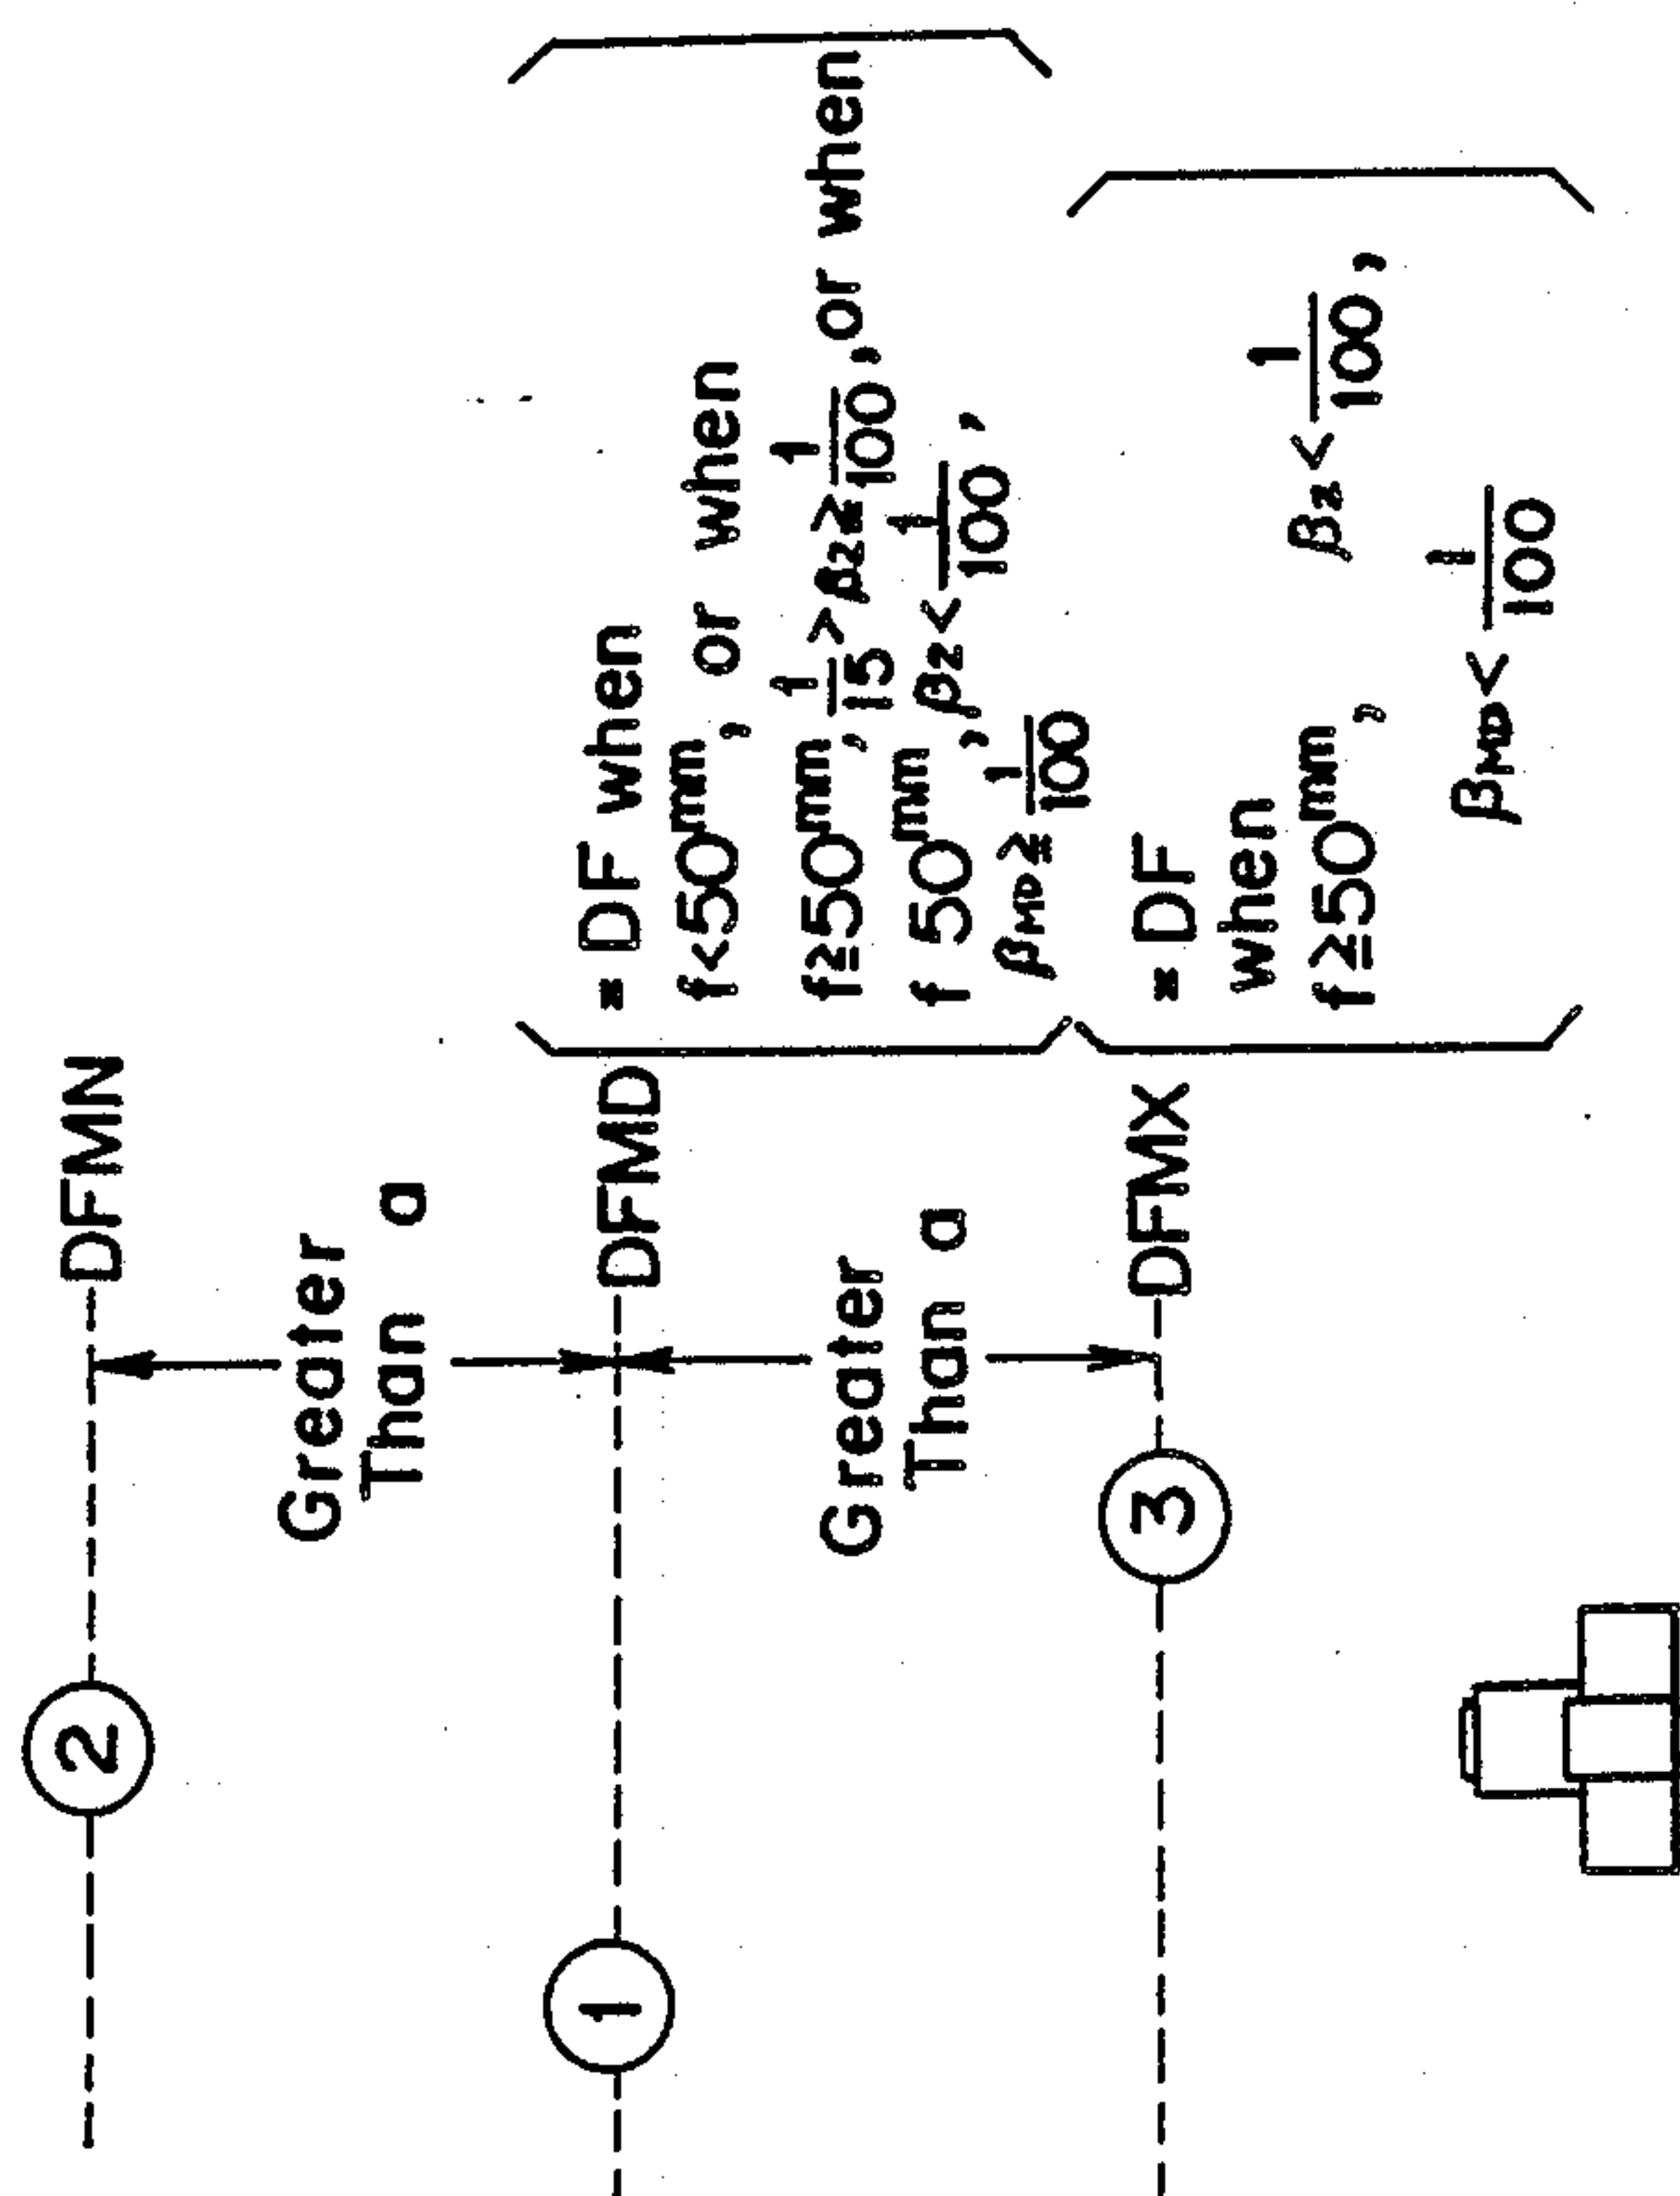 2
DFMN
Greater
Than a
1
DFMD
= DF when
f<50mm, or when
f≥50mm, 1/15 > βz ≥ 1/100, or when
f 50mm, βz < 1/100,
βMD ≥ 1/100
Greater
Than a
3
DFMX
= DF
when
f≥50mm, βz < 1/100,
βMD < 1/100